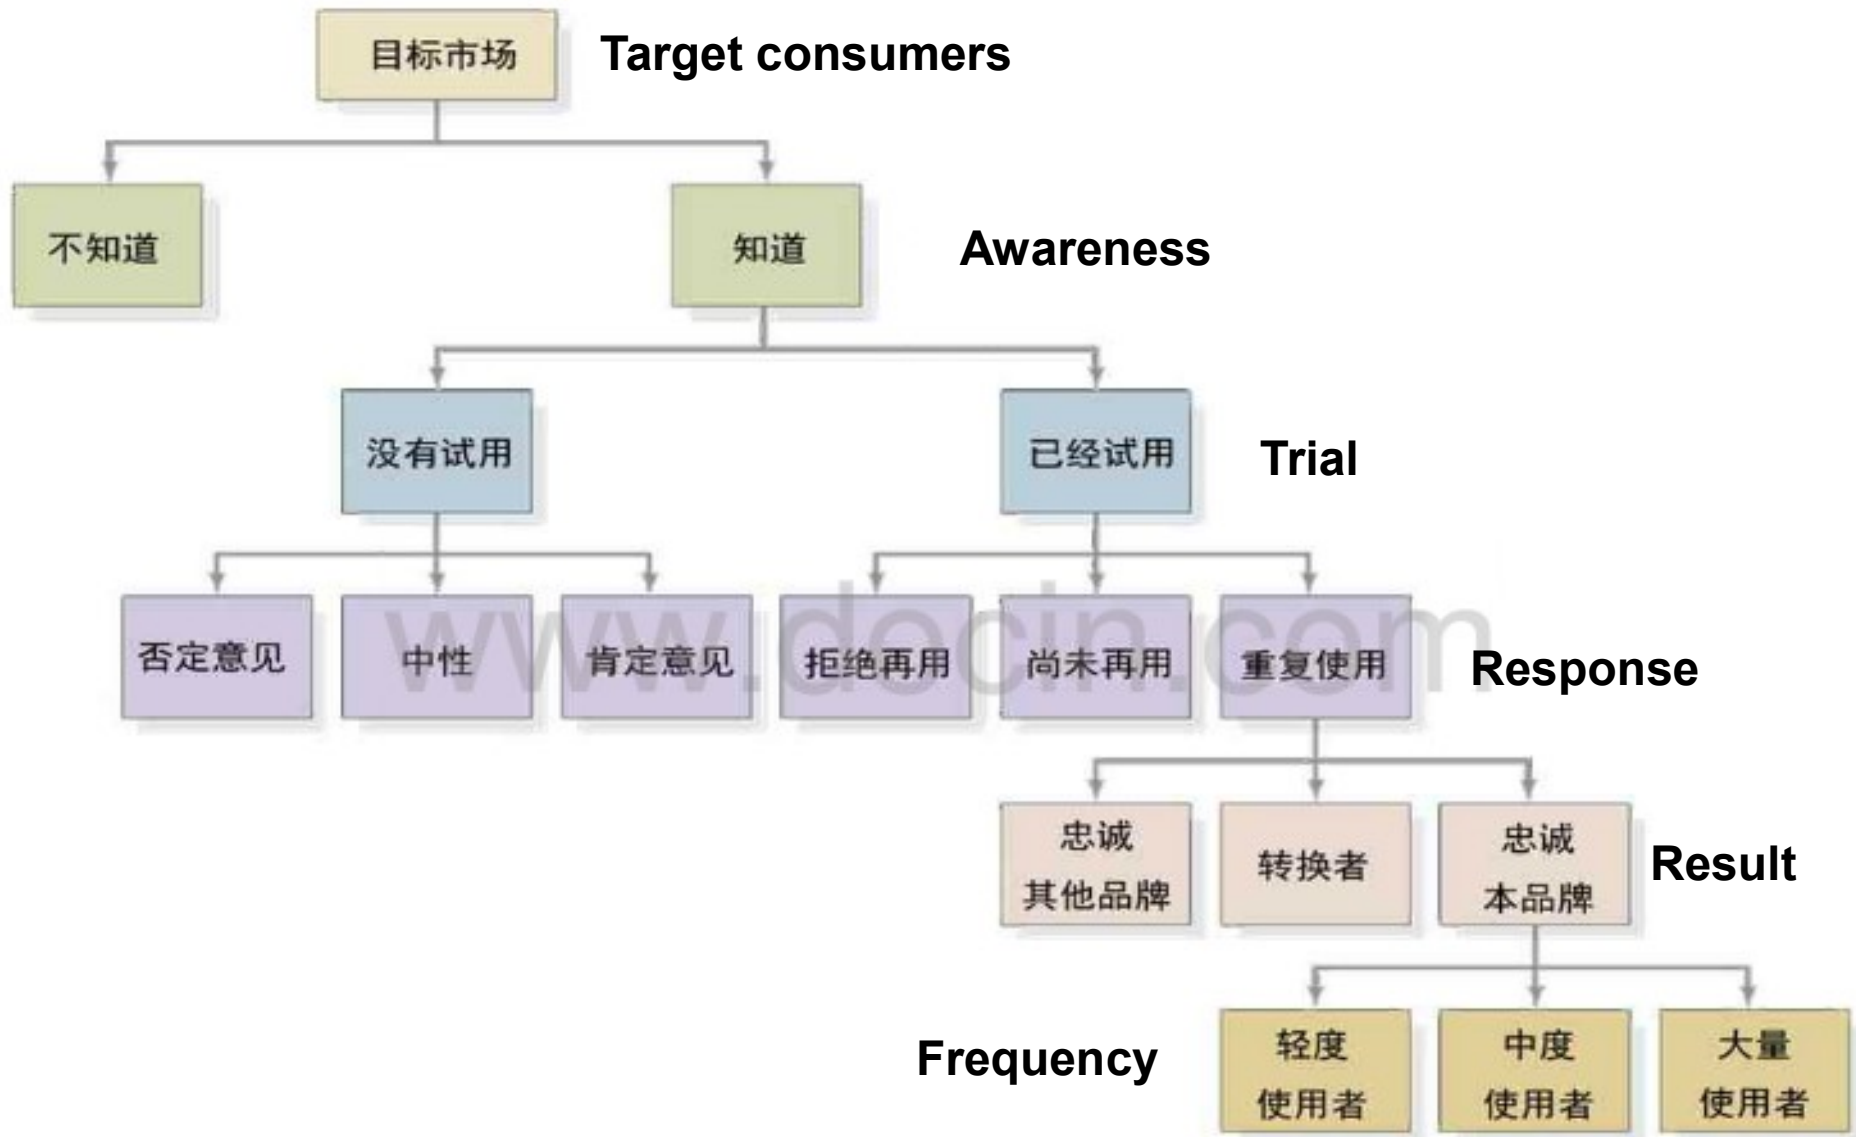 目标市场
Target consumers
不知道
知道
Awareness
没有试用
已经试用
Trial
否定意见
中性
肯定意见
拒绝再用
尚未再用
重复使用
Response
www.docin.com
忠诚
其他品牌
转换者
忠诚
本品牌
Result
Frequency
轻度
使用者
中度
使用者
大量
使用者